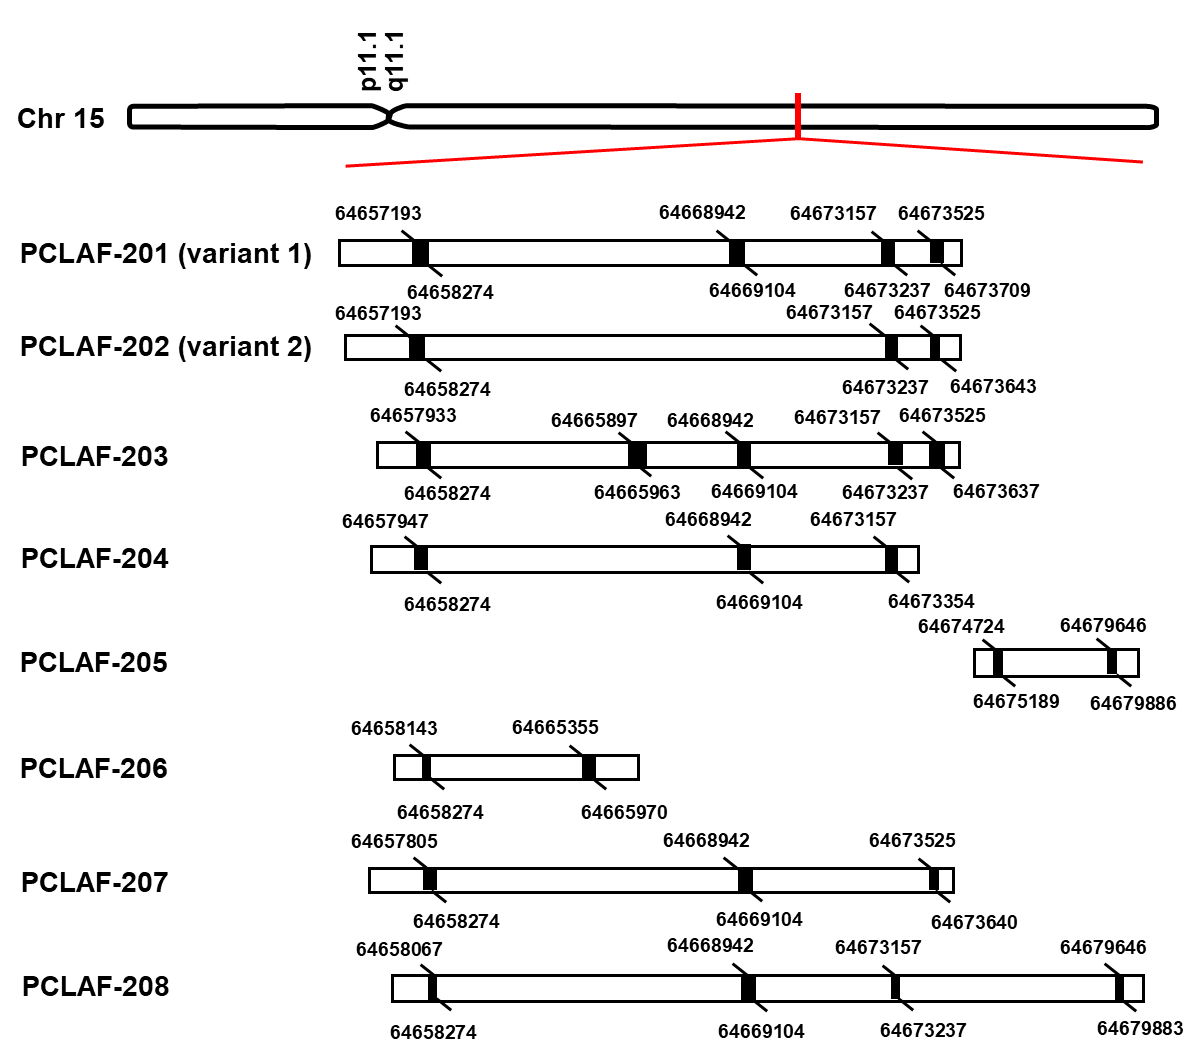 p11.1
q11.1
Chr 15
64657193 64668942 64673157 64673525
PCLAF-201 (variant 1)
64658274 64669104 64673237 64673709
64657193 64673157 64673525
PCLAF-202 (variant 2)
64658274 64673237 64673643
64657933 64665897 64668942 64673157 64673525
PCLAF-203
64658274 64665963 64669104 64673237 64673637
64657947 64668942 64673157
PCLAF-204
64658274 64669104 64673354
64674724 64679646
PCLAF-205
64675189 64679886
64658143 64665355
PCLAF-206
64658274 64665970
64657805 64668942 64673525
PCLAF-207
64658274 64669104 64673640
64658067 64668942 64673157 64679646
PCLAF-208
64658274 64669104 64673237 64679883